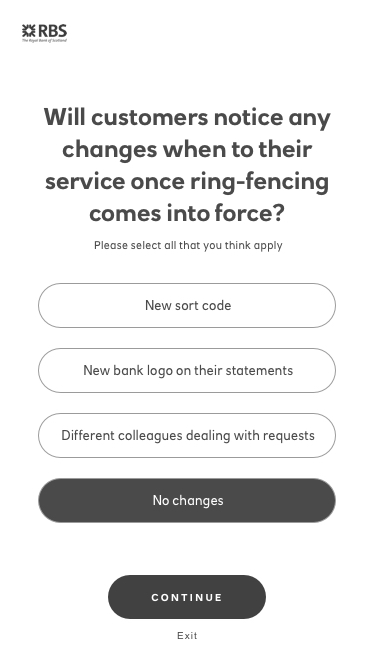 RBS
The Royal Bank of Scotland
Will customers notice any
changes when to their
service once ring-fencing
comes into force?
Please select all that you think apply
New sort code
New bank logo on their statements
Different colleagues dealing with requests
No changes
CONTINUE
Exit